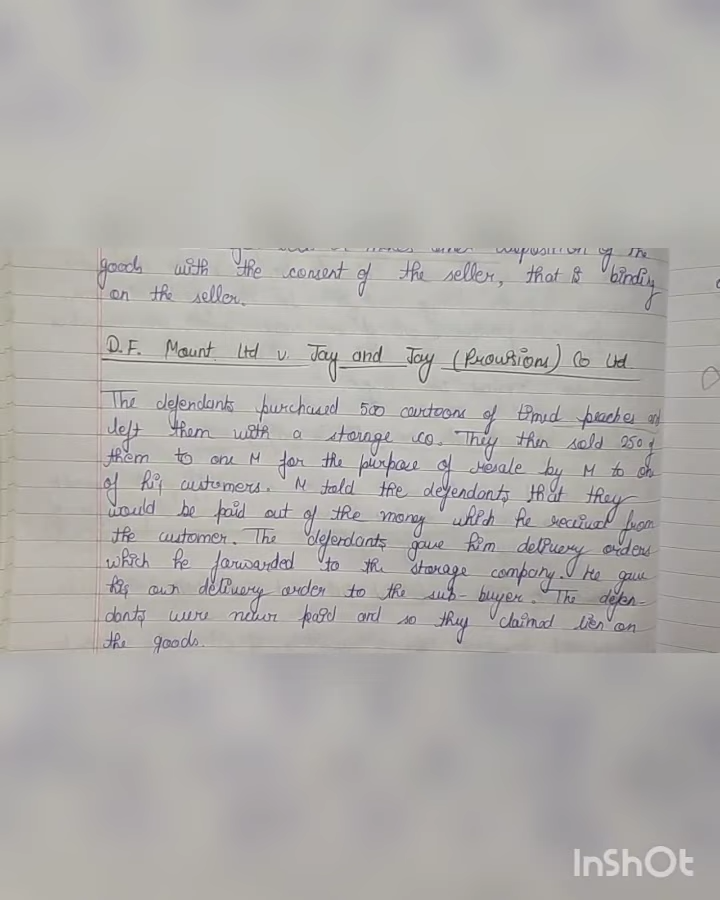 disposition of the
goods with the consent of the seller, that is binding
on the seller.
D.F. Mount Ltd v. Jay and Jay (Provisions) Co Ltd
The defendants purchased 500 cartoons of tinned peaches and
left them with a storage co. They then sold 250 of
them to one M for the purpose of resale by M to one
of his customers. M told the defendants that they
would be paid out of the money which he received from
the customer. The defendants gave him delivery orders
which he forwarded to the storage company. He gave
his own delivery order to the sub-buyer. The defen-
dants were never paid and so they claimed lien on
the goods.
InShOt